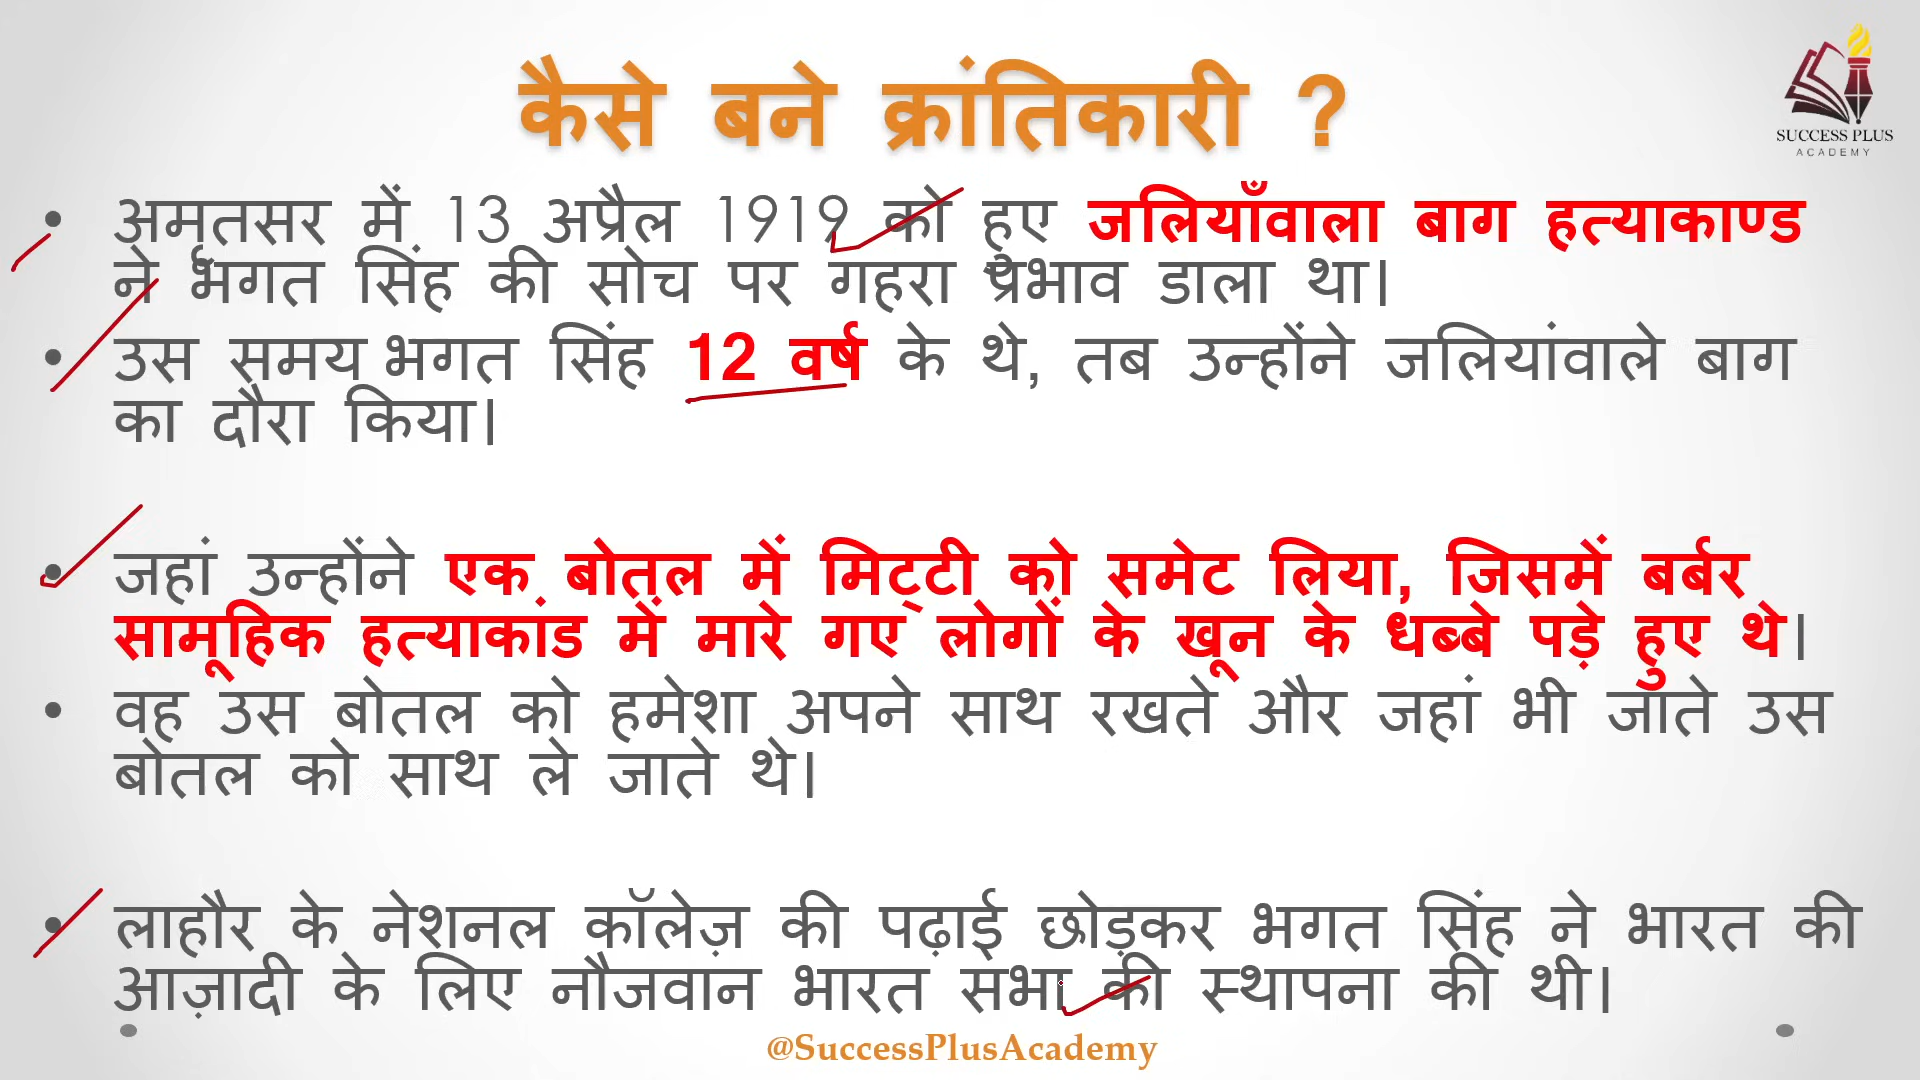 कैसे बने क्रांतिकारी ?
SUCCESS PLUS
ACADEMY
• अमृतसर में 13 अप्रैल 1919 को हुए जलियाँवाला बाग हत्याकाण्ड
ने भगत सिंह की सोच पर गहरा प्रभाव डाला था।
• उस समय भगत सिंह 12 वर्ष के थे, तब उन्होंने जलियांवाले बाग
का दौरा किया।
• जहां उन्होंने एक बोतल में मिट्टी को समेट लिया, जिसमें बर्बर
सामूहिक हत्याकांड में मारे गए लोगों के खून के धब्बे पड़े हुए थे।
• वह उस बोतल को हमेशा अपने साथ रखते और जहां भी जाते उस
बोतल को साथ ले जाते थे।
• लाहौर के नेशनल कॉलेज़ की पढ़ाई छोड़कर भगत सिंह ने भारत की
आज़ादी के लिए नौजवान भारत सभा की स्थापना की थी।
@SuccessPlusAcademy